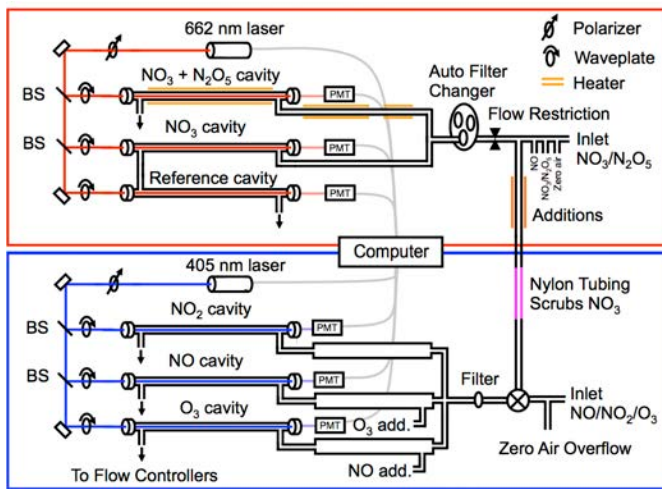 662 nm laser
Polarizer
Waveplate
Heater
BS
NO3 + N2O5 cavity
PMT
Auto Filter
Changer
Flow Restriction
NO
NO3/N2O5
Zero air
Inlet
NO3/N2O5
BS
NO3 cavity
PMT
Reference cavity
PMT
Additions
Computer
405 nm laser
Nylon Tubing
Scrubs NO3
NO2 cavity
BS
PMT
NO cavity
BS
PMT
Filter
Inlet
NO/NO2/O3
O3 cavity
PMT
O3 add.
Zero Air Overflow
To Flow Controllers
NO add.